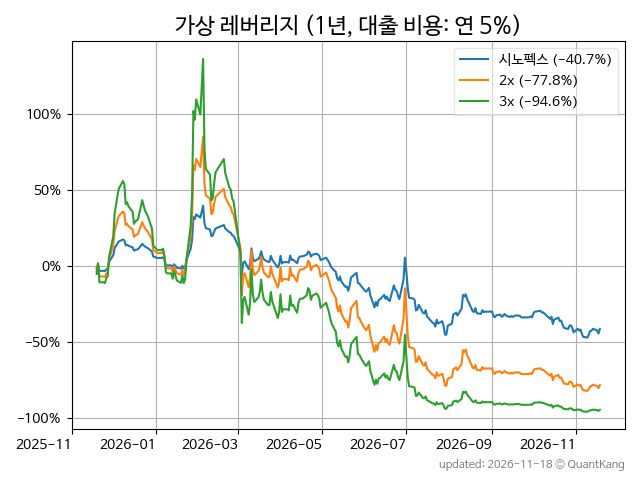 가상 레버리지 (1년, 대출 비용: 연 5%)
시노펙스 (−40.7%)
2x (−77.8%)
3x (−94.6%)
100%
50%
0%
−50%
−100%
2025-11 2026-01 2026-03 2026-05 2026-07 2026-09 2026-11
updated: 2026-11-18 © QuantKang